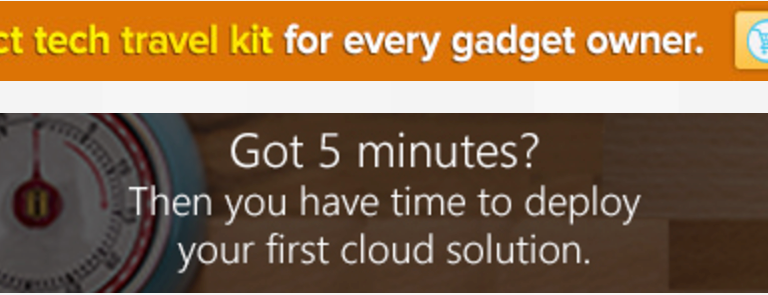 tech travel kit for every gadget owner.
Got 5 minutes?
Then you have time to deploy
your first cloud solution.